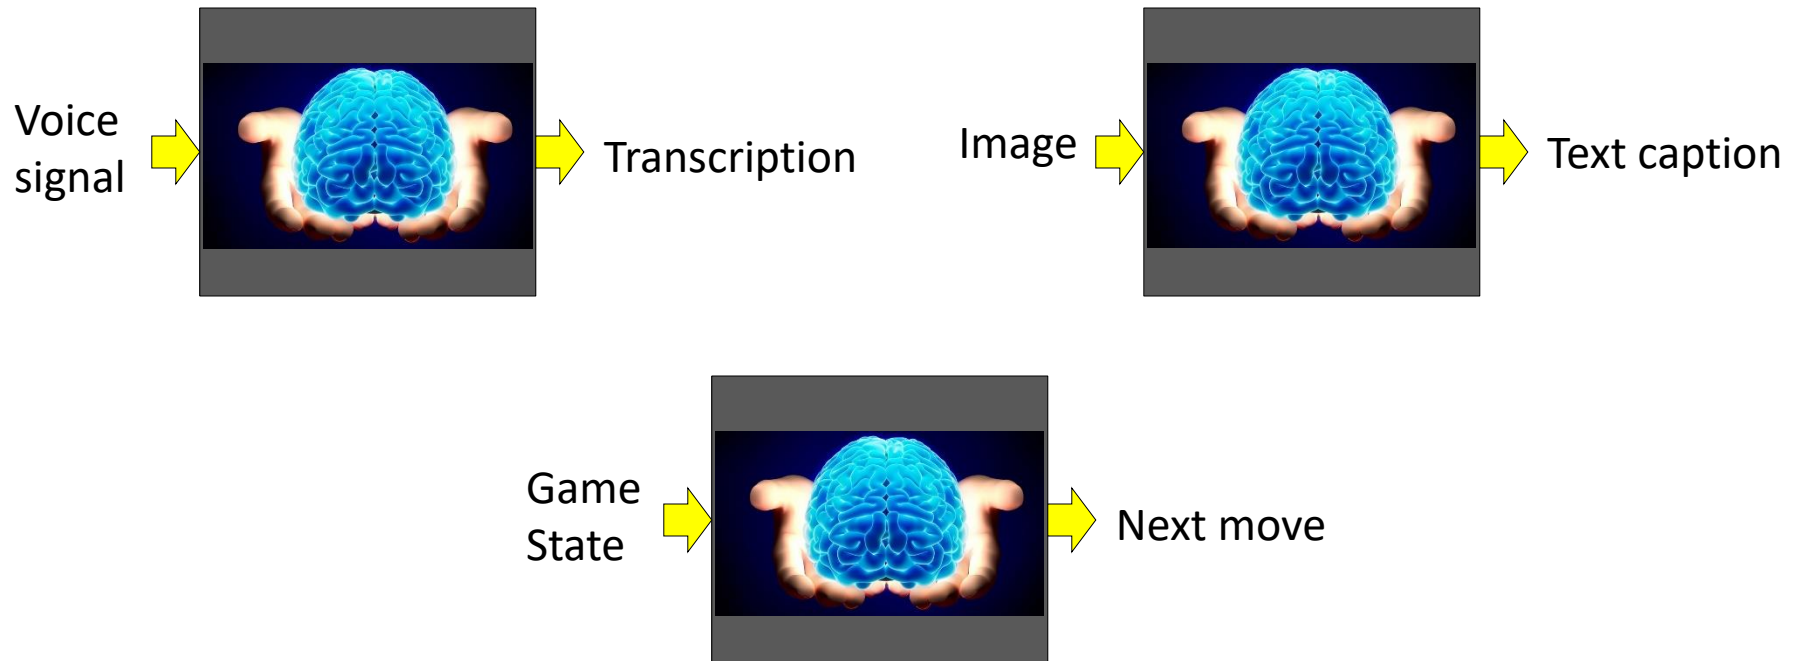 Voice
signal
Transcription
Image
Text caption
Game
State
Next move